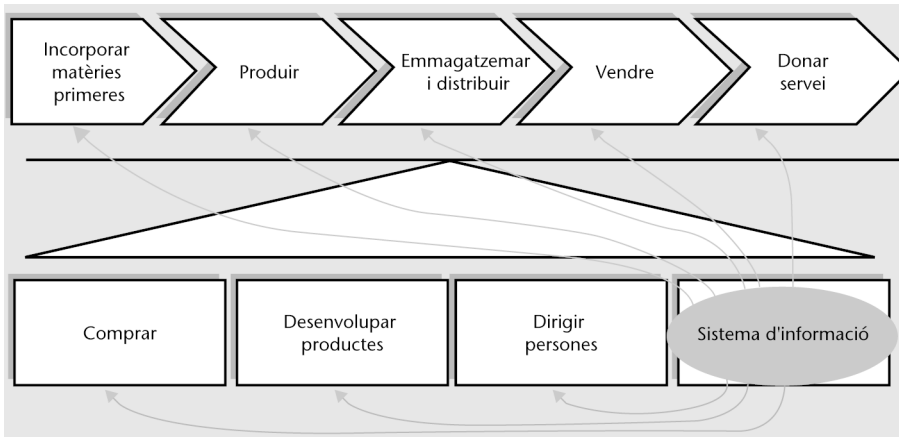 Incorporar
matèries
primeres
Produir
Emmagatzemar
i distribuir
Vendre
Donar
servei
Comprar
Desenvolupar
productes
Dirigir
persones
Sistema d'informació